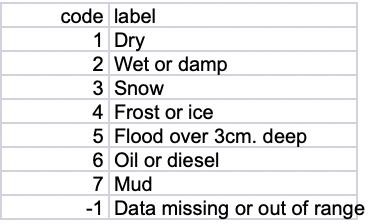 code label
1 Dry
2 Wet or damp
3 Snow
4 Frost or ice
5 Flood over 3cm. deep
6 Oil or diesel
7 Mud
-1 Data missing or out of range